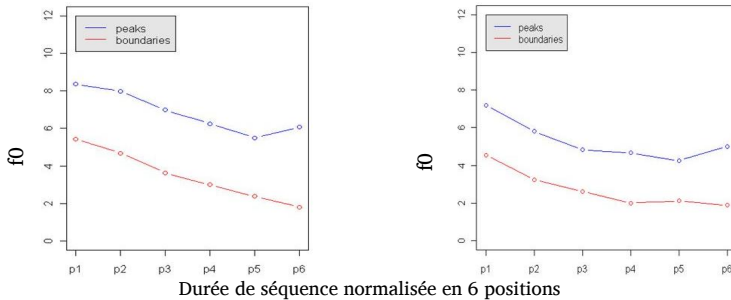 12
peaks
boundaries
10
8
6
4
2
0
f0
p1 p2 p3 p4 p5 p6
12
peaks
boundaries
10
8
6
4
2
0
f0
p1 p2 p3 p4 p5 p6
Durée de séquence normalisée en 6 positions